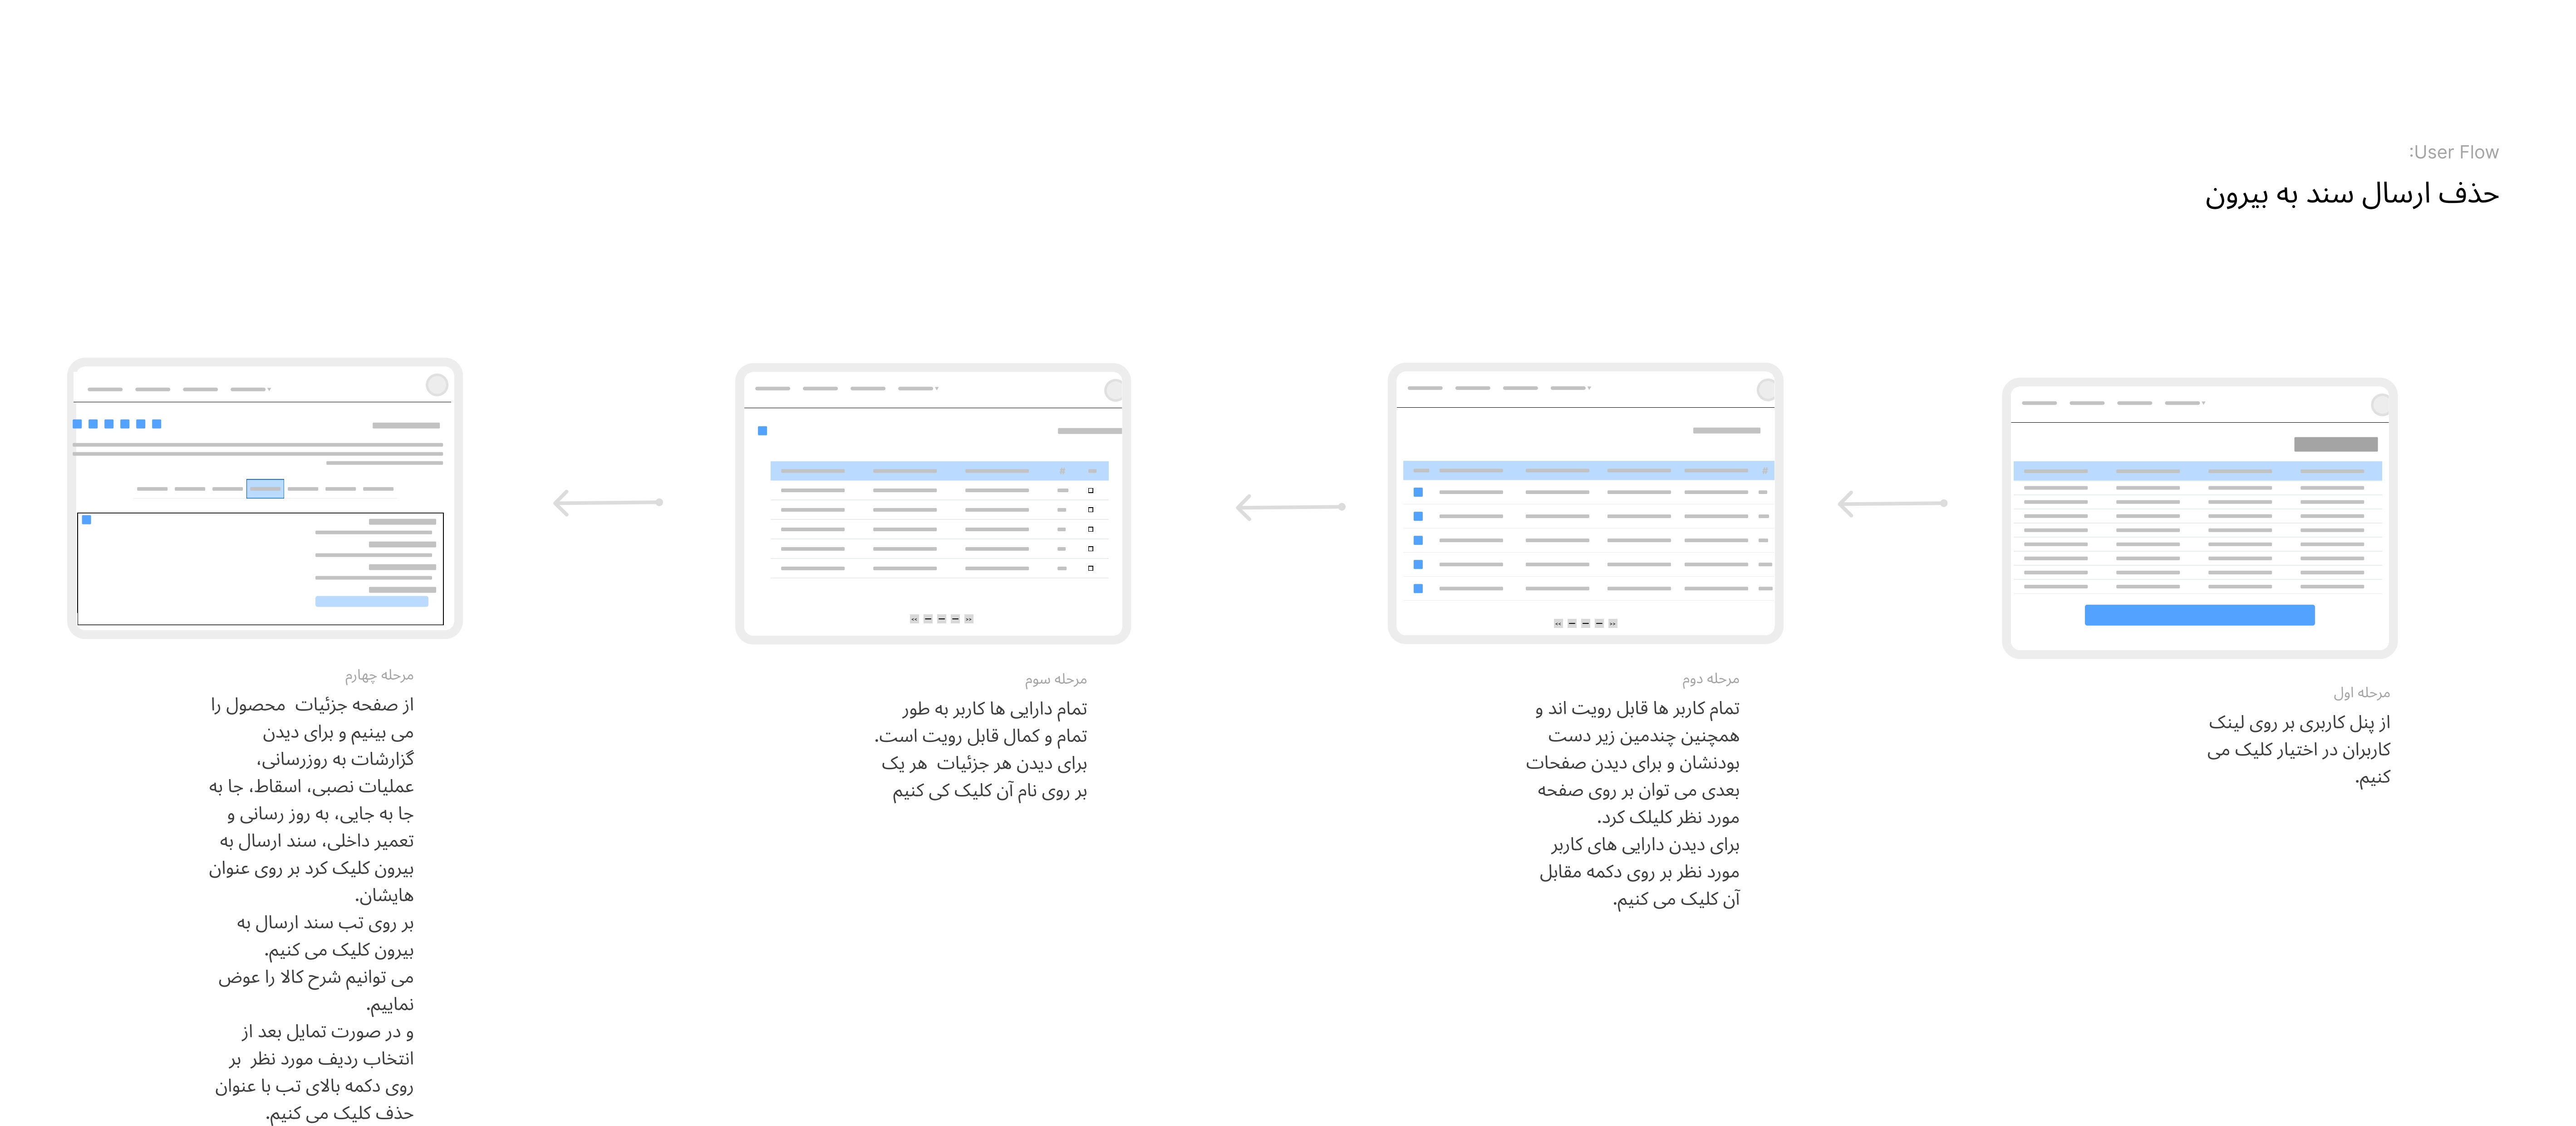 User Flow:
حذف ارسال سند به بیرون
مرحله اول
از پنل کاربری بر روی لینک
کاربران در اختیار کلیک می
کنیم.
مرحله دوم
تمام کاربر ها قابل رویت اند و
همچنین چندمین زیر دست
بودنشان و برای دیدن صفحات
بعدی می توان بر روی صفحه
مورد نظر کلیلک کرد.
برای دیدن دارایی های کاربر
مورد نظر بر روی دکمه مقابل
آن کلیک می کنیم.
مرحله سوم
تمام دارایی ها کاربر به طور
تمام و کمال قابل رویت است.
برای دیدن هر جزئیات هر یک
بر روی نام آن کلیک کی کنیم
مرحله چهارم
از صفحه جزئیات محصول را
می بینیم و برای دیدن
گزارشات به روزرسانی،
عملیات نصبی، اسقاط، جا به
جا به جایی، به روز رسانی و
تعمیر داخلی، سند ارسال به
بیرون کلیک کرد بر روی عنوان
هایشان.
بر روی تب سند ارسال به
بیرون کلیک می کنیم.
می توانیم شرح کالا را عوض
نماییم.
و در صورت تمایل بعد از
انتخاب ردیف مورد نظر بر
روی دکمه بالای تب با عنوان
حذف کلیک می کنیم.